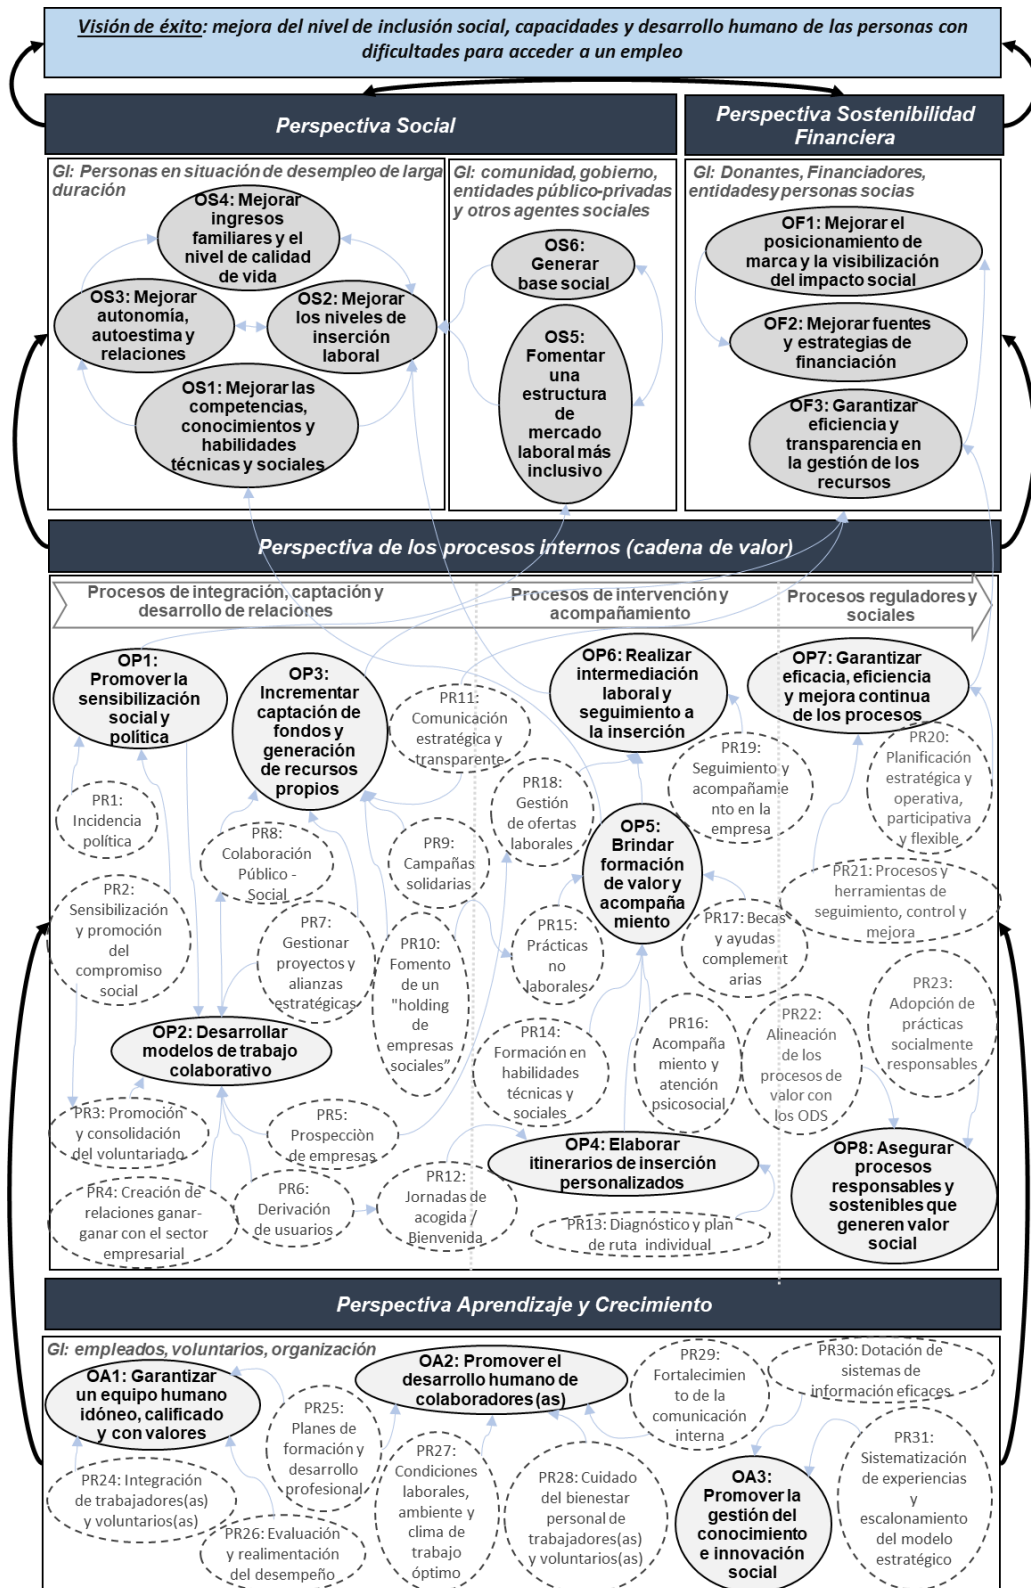 Visión de éxito: mejora del nivel de inclusión social, capacidades y desarrollo humano de las personas con
dificultades para acceder a un empleo
Perspectiva Social
Perspectiva Sostenibilidad
Financiera
GI: Personas en situación de desempleo de larga
duración
OS4: Mejorar
ingresos
familiares y el
nivel de calidad
de vida
OS3: Mejorar
autonomía,
autoestima y
relaciones
OS2: Mejorar
los niveles de
inserción
laboral
OS1: Mejorar las
competencias,
conocimientos y
habilidades
técnicas y sociales
GI: comunidad, gobierno,
entidades público-privadas
y otros agentes sociales
OS6:
Generar
base social
OS5:
Fomentar
una
estructura
de
mercado
laboral más
inclusivo
GI: Donantes, Financiadores,
entidadesy personas socias
OF1: Mejorar el
posicionamiento de
marca y la visibilización
del impacto social
OF2: Mejorar fuentes
y estrategias de
financiación
OF3: Garantizar
eficiencia y
transparencia en
la gestión de los
recursos
Perspectiva de los procesos internos (cadena de valor)
Procesos de integración, captación y
desarrollo de relaciones
Procesos de intervención y
acompañamiento
Procesos reguladores y
sociales
OP1:
Promover la
sensibilización
social y
política
OP3:
Incrementar
captación de
fondos y
generación
de recursos
propios
PR11:
Comunicación
estratégica y
transparente
OP6: Realizar
intermediación
laboral y
seguimiento a
la inserción
OP7: Garantizar
eficacia, eficiencia
y mejora continua
de los procesos
PR1:
Incidencia
política
PR8:
Colaboración
Público -
Social
PR9:
Campañas
solidarias
PR18:
Gestión
de ofertas
laborales
PR19:
Seguimiento y
acompañamie
nto en la
empresa
PR20:
Planificación
estratégica y
operativa,
participativa
y flexible
OP5:
Brindar
formación
de valor y
acompaña
miento
PR2:
Sensibilización
y promoción
del
compromiso
social
PR7:
Gestionar
proyectos y
alianzas
estratégicas
PR10:
Fomento
de un
"holding
de
empresas
sociales”
PR15:
Prácticas
no
laborales
PR17: Becas
y ayudas
complement
arias
PR21: Procesos y
herramientas de
seguimiento, control y
mejora
PR23:
Adopción de
prácticas
socialmente
responsables
OP2: Desarrollar
modelos de trabajo
colaborativo
PR14:
Formación en
habilidades
técnicas y
sociales
PR16:
Acompaña
miento y
atención
psicosocial
PR22:
Alineación
de los
procesos de
valor con
los ODS
PR3: Promoción
y consolidación
del voluntariado
PR5:
Prospecciòn
de empresas
OP4: Elaborar
itinerarios de inserción
personalizados
OP8: Asegurar
procesos
responsables y
sostenibles que
generen valor
social
PR4: Creación de
relaciones ganar-
ganar con el sector
empresarial
PR6:
Derivación
de usuarios
PR12:
Jornadas de
acogida /
Bienvenida
PR13: Diagnóstico y plan
de ruta individual
Perspectiva Aprendizaje y Crecimiento
GI: empleados, voluntarios, organización
OA1: Garantizar
un equipo humano
idóneo, calificado
y con valores
PR25:
Planes de
formación y
desarrollo
profesional
OA2: Promover el
desarrollo humano de
colaboradores(as)
PR29:
Fortalecimien
to de la
comunicación
interna
PR30: Dotación de
sistemas de
información eficaces
PR24: Integración
de trabajadores(as)
y voluntarios(as)
PR26: Evaluación
y realimentación
del desempeño
PR27:
Condiciones
laborales,
ambiente y
clima de
trabajo
óptimo
PR28: Cuidado
del bienestar
personal de
trabajadores(as)
y voluntarios(as)
OA3:
Promover la
gestión del
conocimiento
e innovación
social
PR31:
Sistematización
de experiencias
y
escalonamiento
del modelo
estratégico